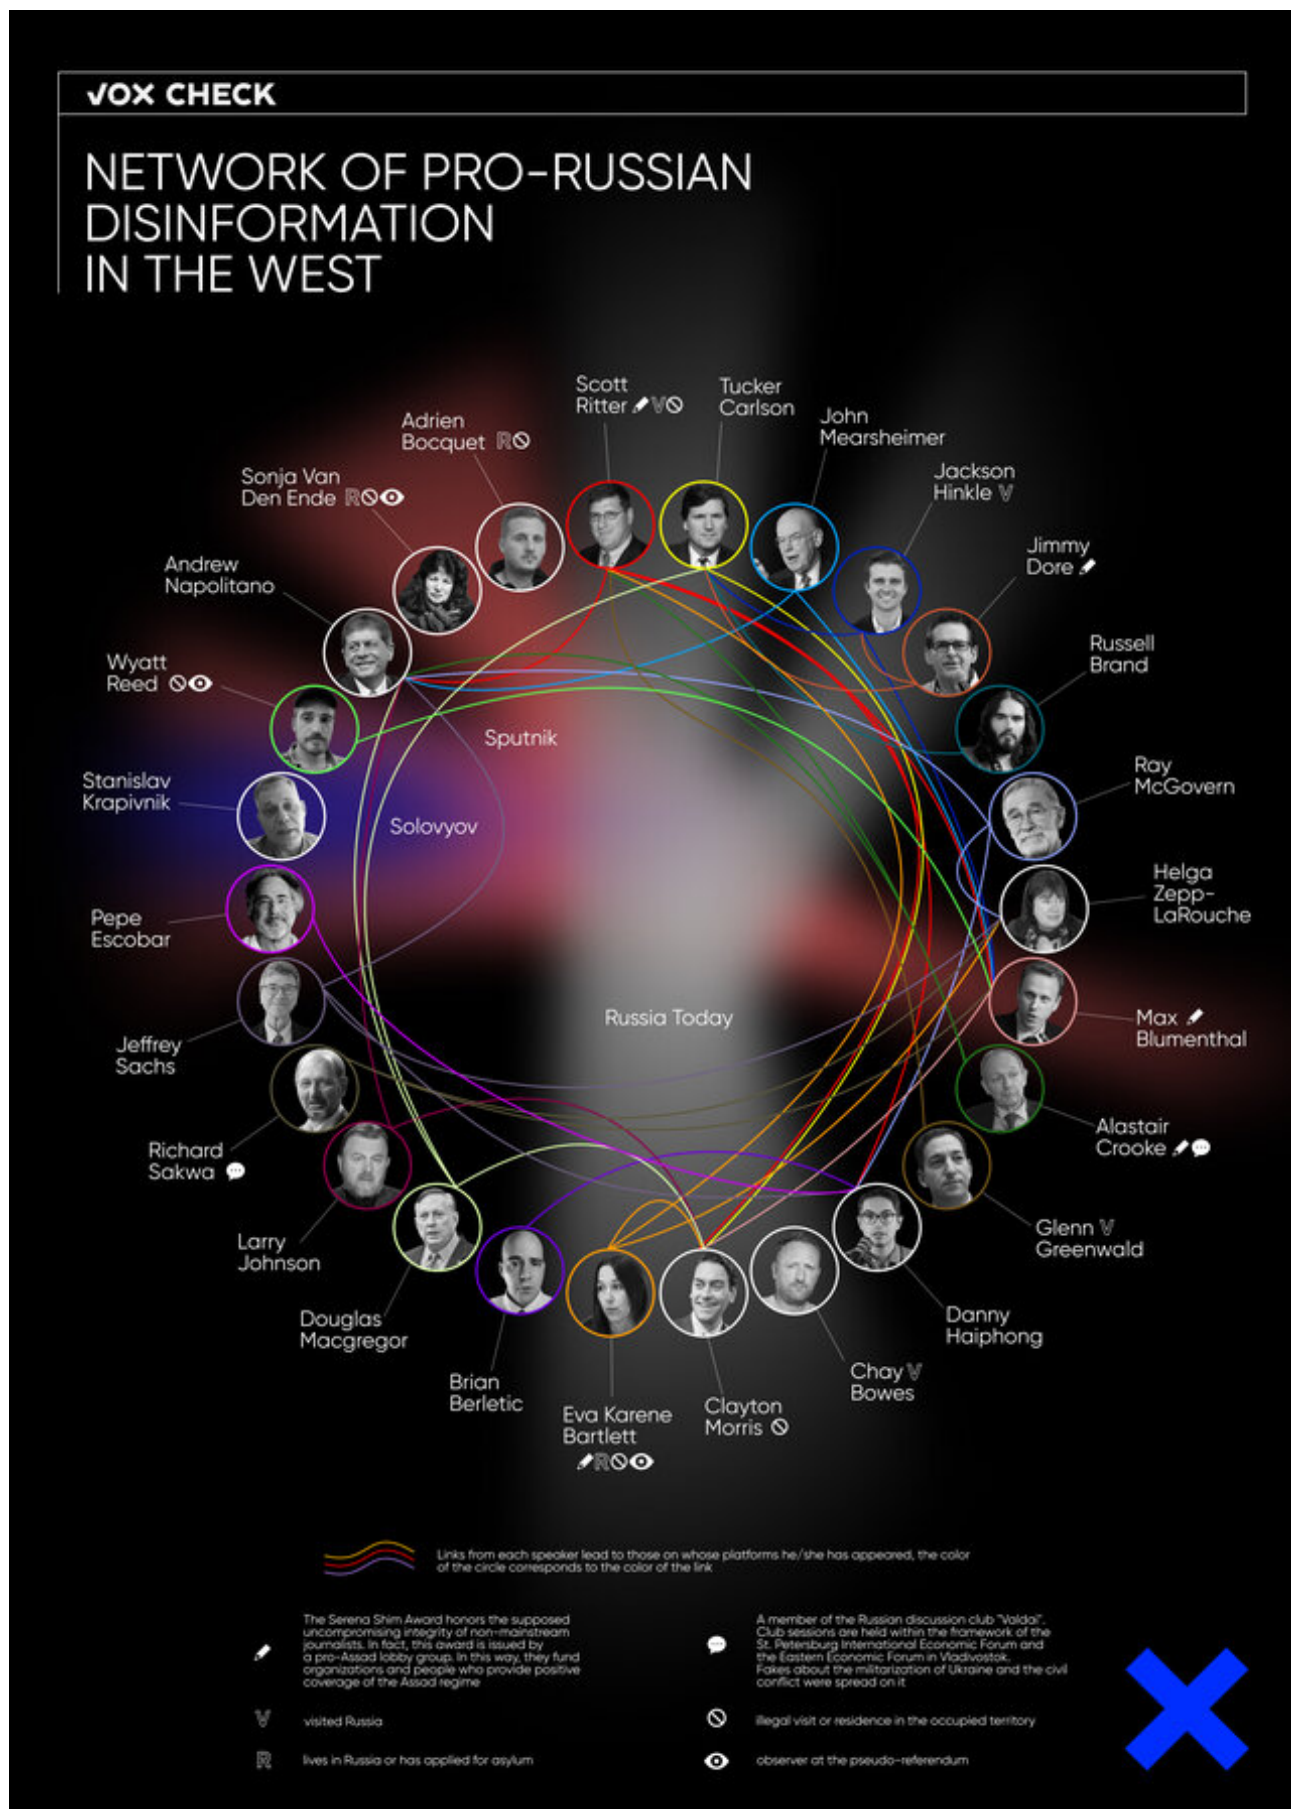 VOX CHECK
NETWORK OF PRO-RUSSIAN
DISINFORMATION
IN THE WEST
Scott
Ritter V
Tucker
Carlson
John
Mearsheimer
Adrien
Bocquet R
Jackson
Hinkle V
Sonja Van
Den Ende R
Jimmy
Dore
Andrew
Napolitano
Russell
Brand
Wyatt
Reed
Sputnik
Ray
McGovern
Stanislav
Krapivnik
Solovyov
Helga
Zepp-
LaRouche
Pepe
Escobar
Russia Today
Max
Blumenthal
Jeffrey
Sachs
Alastair
Crooke
Richard
Sakwa
Glenn V
Greenwald
Larry
Johnson
Danny
Haiphong
Douglas
Macgregor
Chay V
Bowes
Brian
Berletic
Clayton
Morris
Eva Karene
Bartlett
R
Links from each speaker lead to those on whose platforms he/she has appeared, the color
of the circle corresponds to the color of the link
The Serena Shim Award honors the supposed
uncompromising integrity of non-mainstream
journalists. In fact, this award is issued by
a pro-Assad lobby group. In this way, they fund
organizations and people who provide positive
coverage of the Assad regime
A member of the Russian discussion club "Valdai".
Club sessions are held within the framework of the
St. Petersburg International Economic Forum and
the Eastern Economic Forum in Vladivostok.
Fakes about the militarization of Ukraine and the civil
conflict were spread on it
V visited Russia
illegal visit or residence in the occupied territory
R lives in Russia or has applied for asylum
observer at the pseudo-referendum